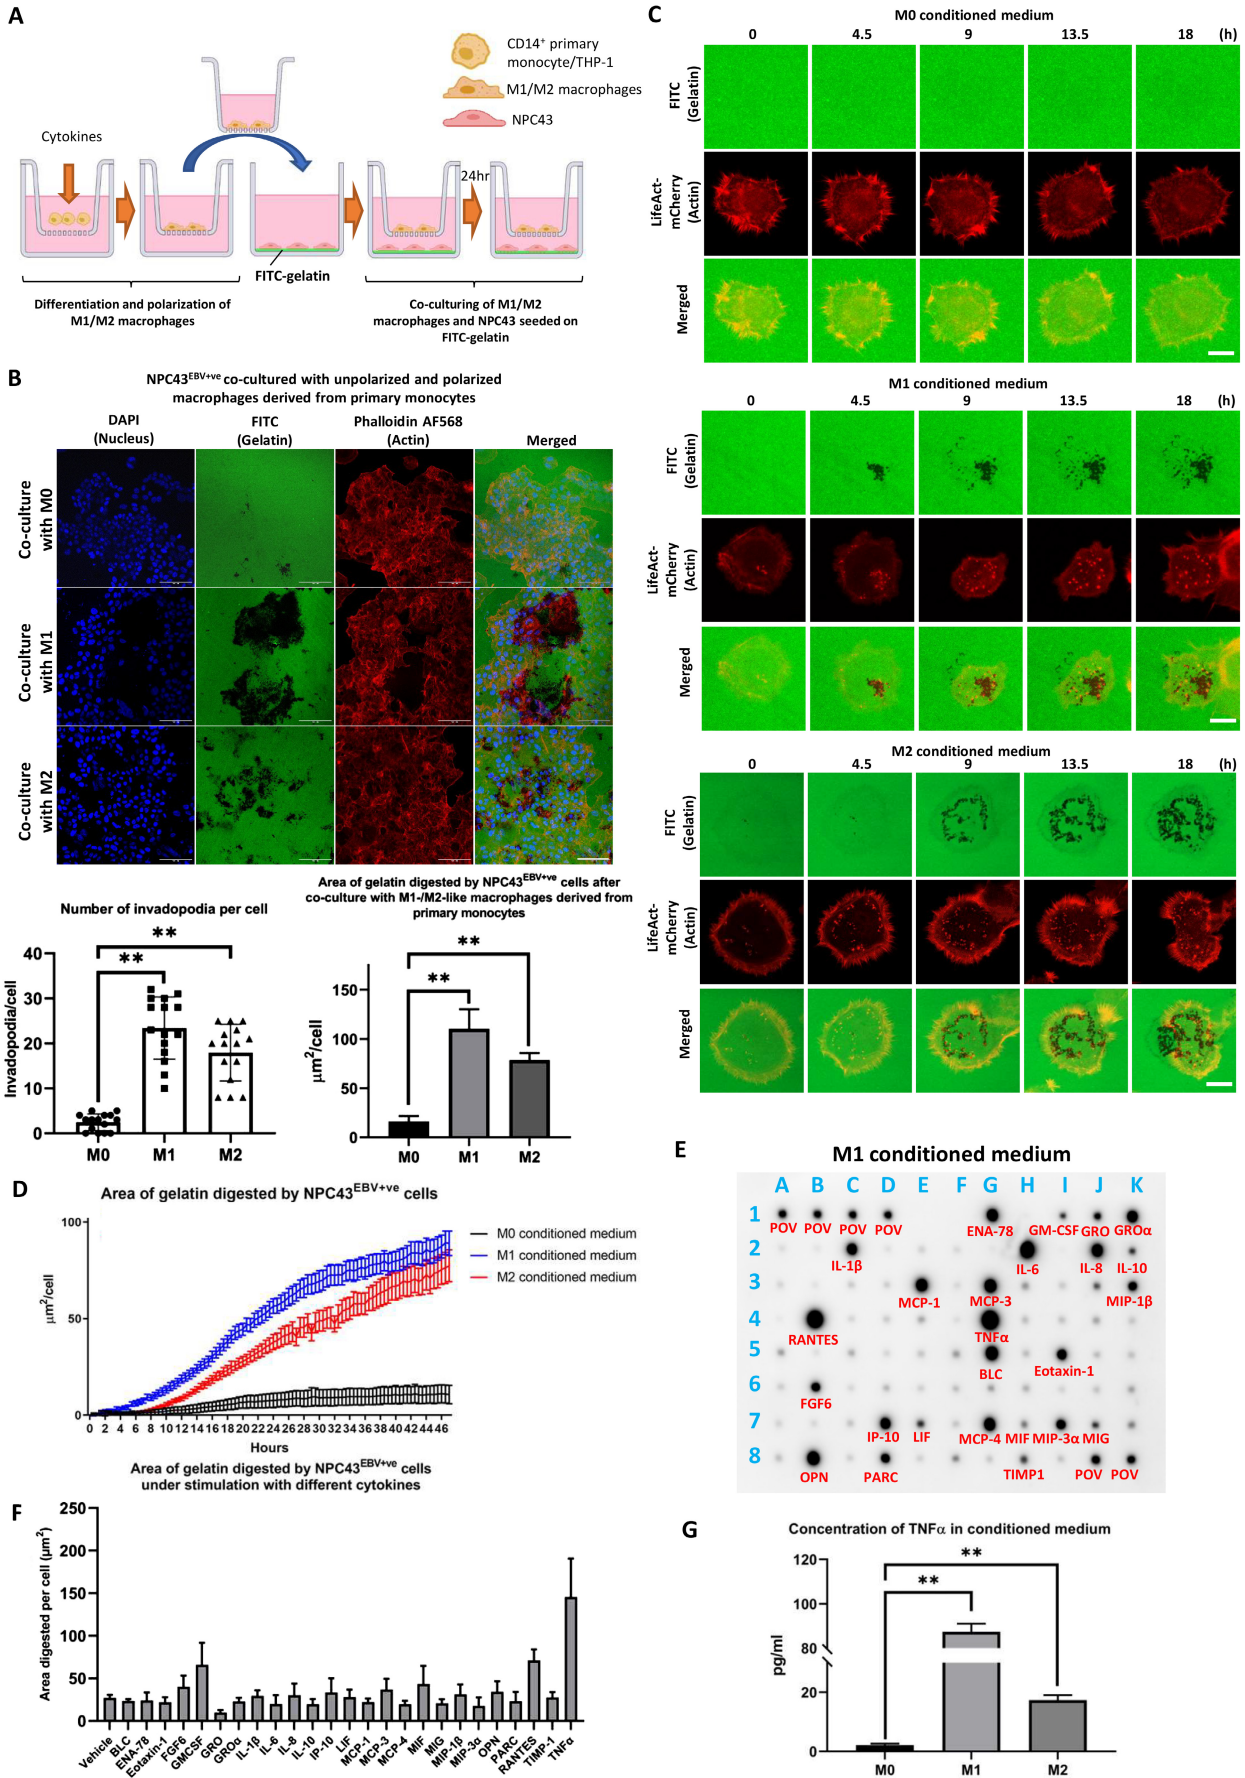 A
CD14⁺ primary
monocyte/THP-1
M1/M2 macrophages
NPC43
Cytokines
24hr
FITC-gelatin
Differentiation and polarization of
M1/M2 macrophages
Co-culturing of M1/M2
macrophages and NPC43 seeded on
FITC-gelatin
B
NPC43EBV+ve co-cultured with unpolarized and polarized
macrophages derived from primary monocytes
DAPI
(Nucleus)
FITC
(Gelatin)
Phalloidin AF568
(Actin)
Merged
Co-culture
with M0
Co-culture
with M1
Co-culture
with M2
Number of invadopodia per cell
Invadopodia/cell
40
30
20
10
0
**
**
M0 M1 M2
Area of gelatin digested by NPC43EBV+ve cells after
co-culture with M1-/M2-like macrophages derived from
primary monocytes
μm²/cell
150
100
50
0
**
**
M0 M1 M2
C
M0 conditioned medium
0 4.5 9 13.5 18 (h)
FITC
(Gelatin)
LifeAct-
mCherry
(Actin)
Merged
M1 conditioned medium
0 4.5 9 13.5 18 (h)
FITC
(Gelatin)
LifeAct-
mCherry
(Actin)
Merged
M2 conditioned medium
0 4.5 9 13.5 18 (h)
FITC
(Gelatin)
LifeAct-
mCherry
(Actin)
Merged
D
Area of gelatin digested by NPC43EBV+ve cells
μm²/cell
100
50
0
M0 conditioned medium
M1 conditioned medium
M2 conditioned medium
0 2 4 6 8 10 12 14 16 18 20 22 24 26 28 30 32 34 36 38 40 42 44 46
Hours
E
M1 conditioned medium
A B C D E F G H I J K
1
POV POV POV POV ENA-78 GM-CSF GRO GROα
2
IL-1β IL-6 IL-8 IL-10
3
MCP-1 MCP-3 MIP-1β
4
RANTES TNFα
5
BLC Eotaxin-1
6
FGF6
7
IP-10 LIF MCP-4 MIF MIP-3α MIG
8
OPN PARC TIMP1 POV POV
F
Area of gelatin digested by NPC43EBV+ve cells
under stimulation with different cytokines
Area digested per cell (μm²)
250
200
150
100
50
0
Vehicle
BLC
ENA-78
Eotaxin-1
FGF6
GMCSF
GRO
GROα
IL-1β
IL-6
IL-8
IL-10
IP-10
LIF
MCP-1
MCP-3
MCP-4
MIF
MIG
MIP-1β
MIP-3α
OPN
PARC
RANTES
TIMP-1
TNFα
G
Concentration of TNFα in conditioned medium
pg/ml
120
100
80
20
0
**
**
M0 M1 M2